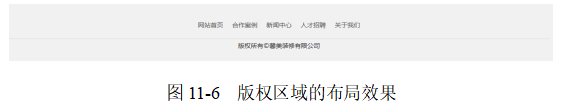 网站首页 合作案例 新闻中心 人才招聘 关于我们
版权所有©馨美装修有限公司
图 11-6 版权区域的布局效果